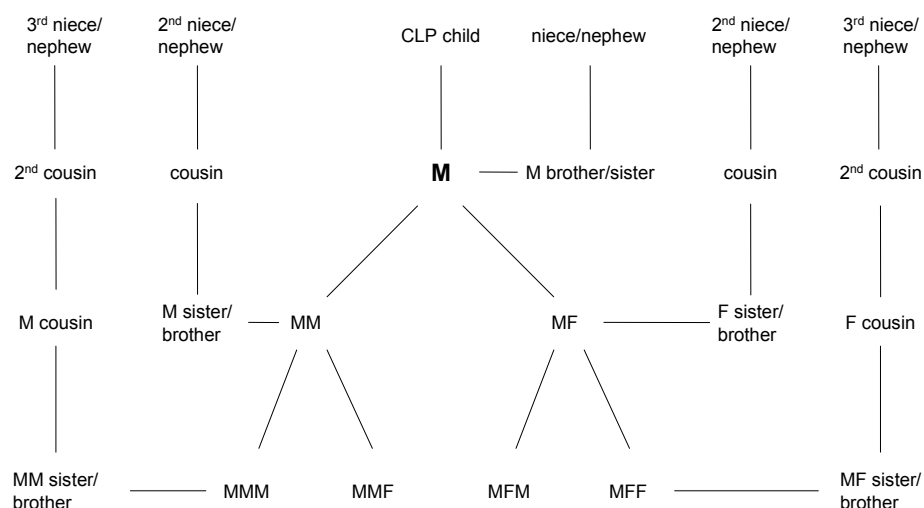 3rd niece/
nephew
2nd niece/
nephew
CLP child
niece/nephew
2nd niece/
nephew
3rd niece/
nephew
2nd cousin
cousin
M
M brother/sister
cousin
2nd cousin
M cousin
M sister/
brother
MM
MF
F sister/
brother
F cousin
MM sister/
brother
MMM
MMF
MFM
MFF
MF sister/
brother